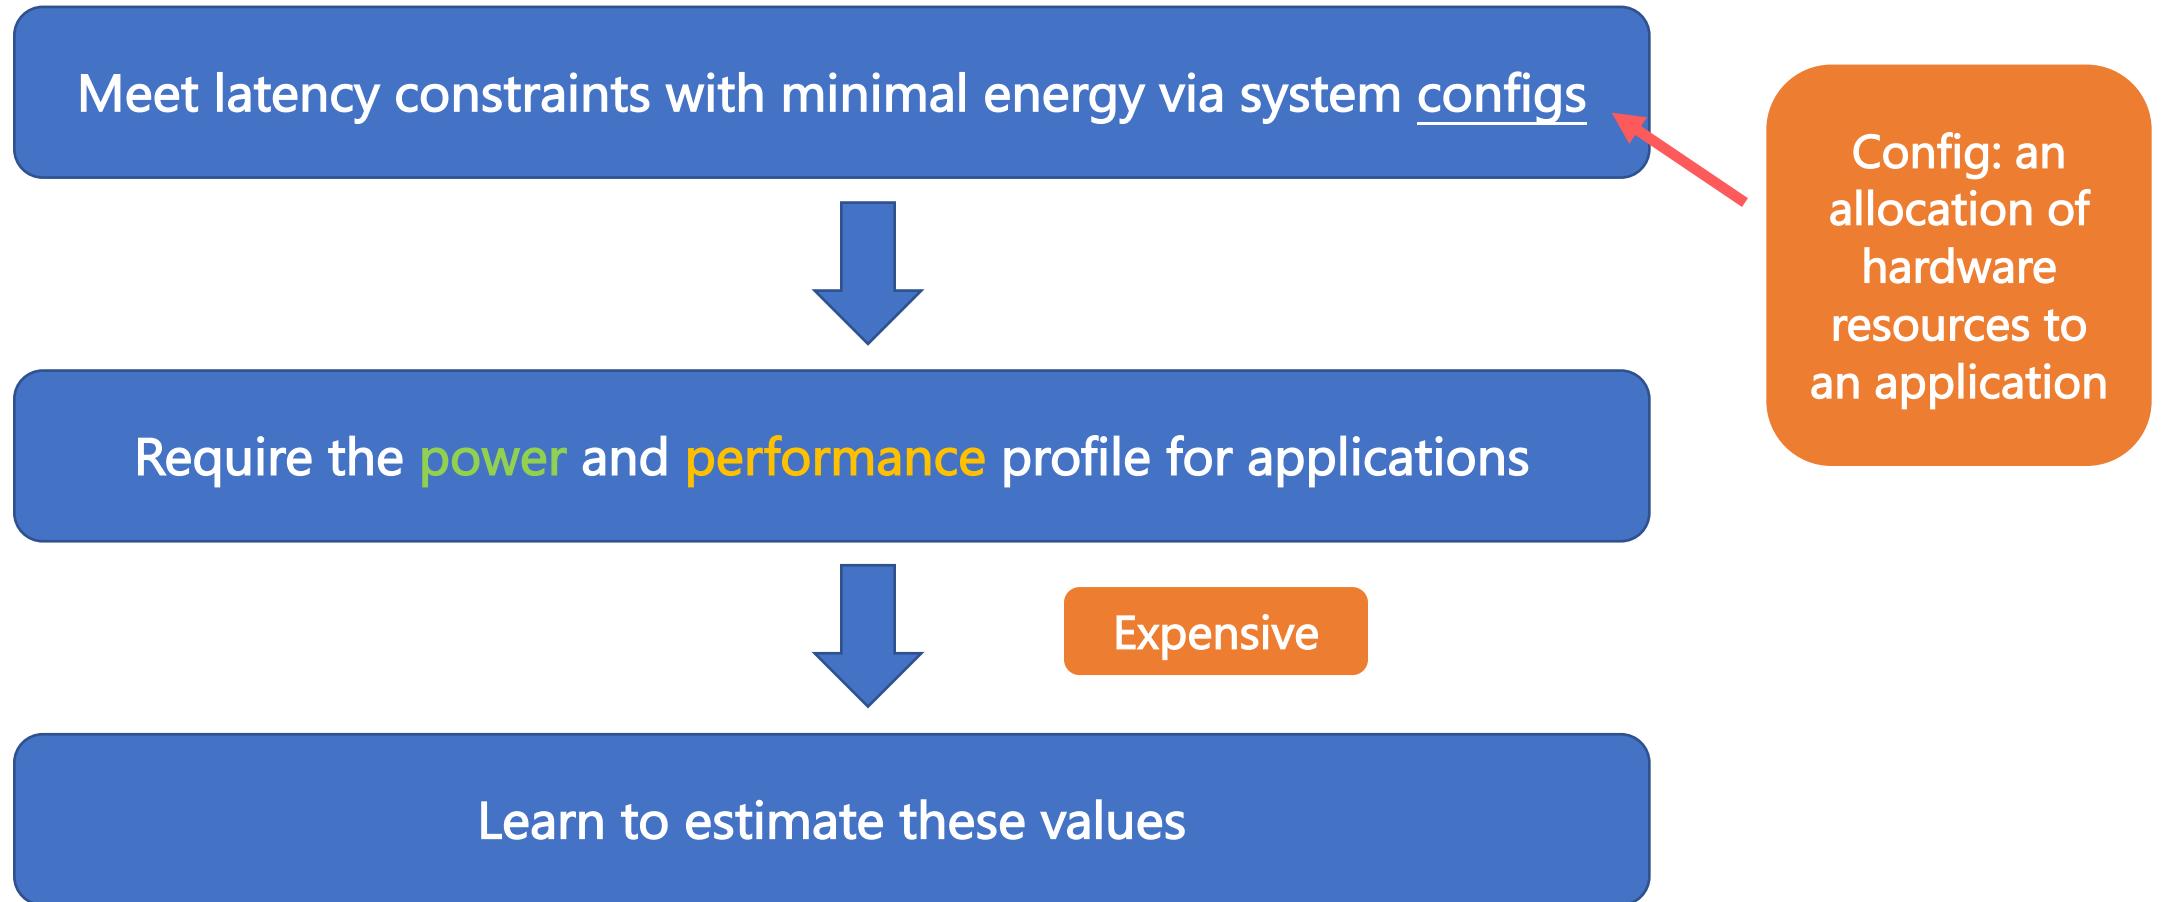 Meet latency constraints with minimal energy via system configs
Config: an
allocation of
hardware
resources to
an application
Require the power and performance profile for applications
Expensive
Learn to estimate these values